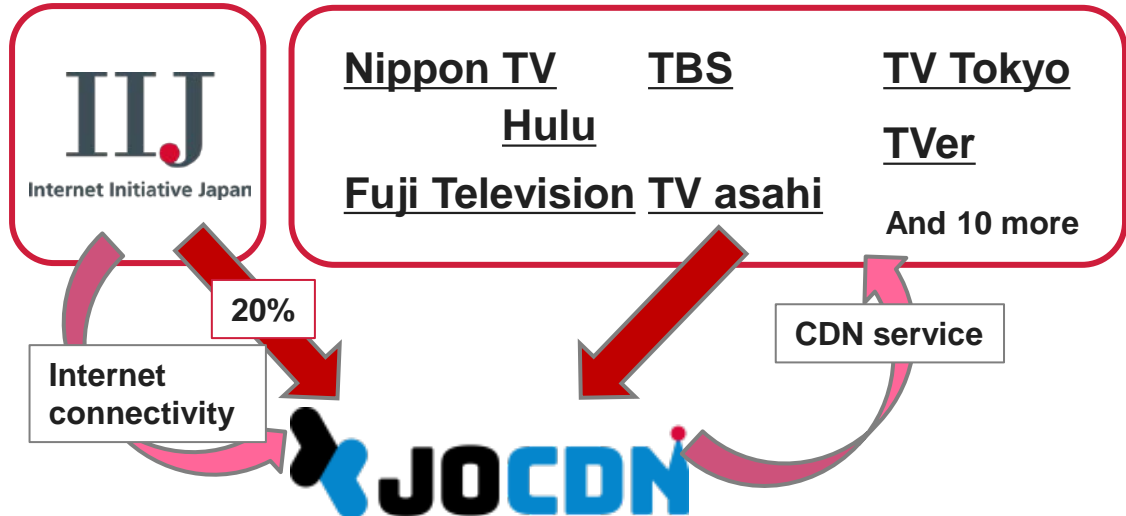 IIJ
Internet Initiative Japan
Nippon TV
TBS
TV Tokyo
Hulu
TVer
Fuji Television
TV asahi
And 10 more
20%
CDN service
Internet
connectivity
JOCDN